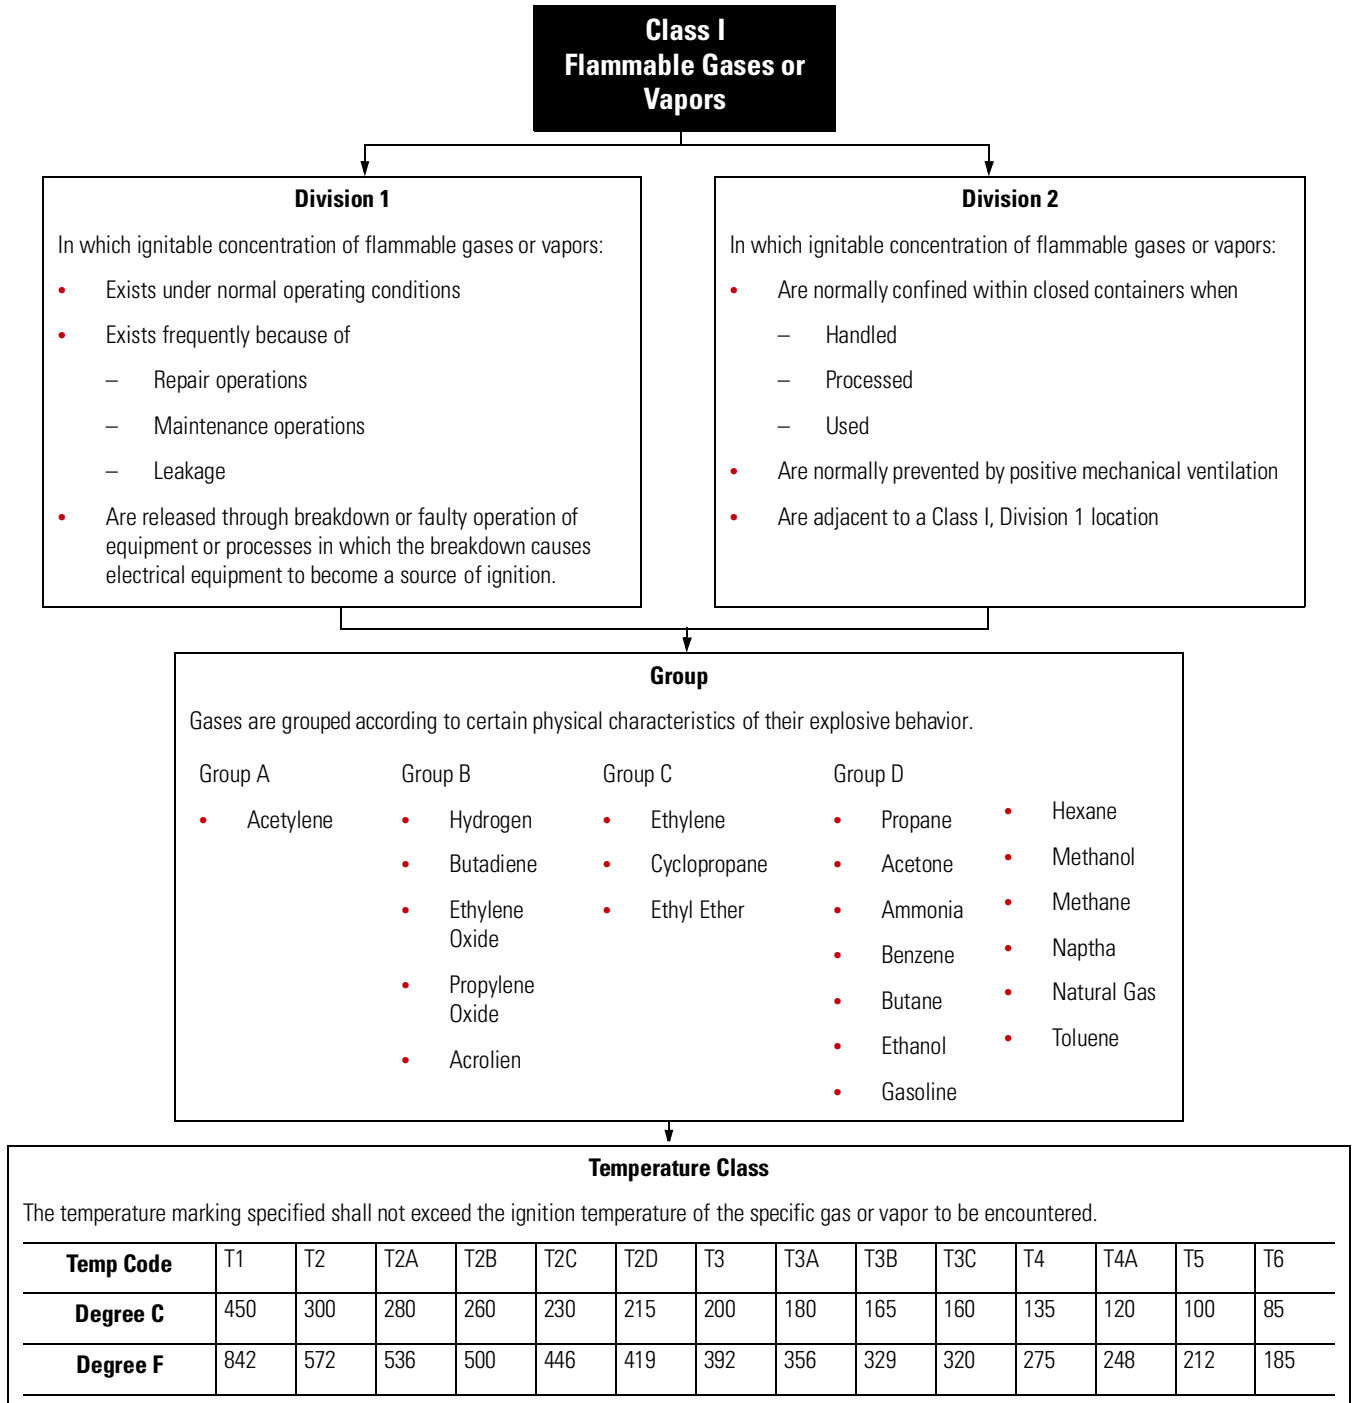 Class I
Flammable Gases or
Vapors
Division 1
In which ignitable concentration of flammable gases or vapors:
• Exists under normal operating conditions
• Exists frequently because of
– Repair operations
– Maintenance operations
– Leakage
• Are released through breakdown or faulty operation of
equipment or processes in which the breakdown causes
electrical equipment to become a source of ignition.
Division 2
In which ignitable concentration of flammable gases or vapors:
• Are normally confined within closed containers when
– Handled
– Processed
– Used
• Are normally prevented by positive mechanical ventilation
• Are adjacent to a Class I, Division 1 location
Group
Gases are grouped according to certain physical characteristics of their explosive behavior.
Group A
• Acetylene
Group B
• Hydrogen
• Butadiene
• Ethylene
Oxide
• Propylene
Oxide
• Acrolien
Group C
• Ethylene
• Cyclopropane
• Ethyl Ether
Group D
• Propane
• Acetone
• Ammonia
• Benzene
• Butane
• Ethanol
• Gasoline
• Hexane
• Methanol
• Methane
• Naptha
• Natural Gas
• Toluene
Temperature Class
The temperature marking specified shall not exceed the ignition temperature of the specific gas or vapor to be encountered.
Temp Code T1 T2 T2A T2B T2C T2D T3 T3A T3B T3C T4 T4A T5 T6
Degree C 450 300 280 260 230 215 200 180 165 160 135 120 100 85
Degree F 842 572 536 500 446 419 392 356 329 320 275 248 212 185